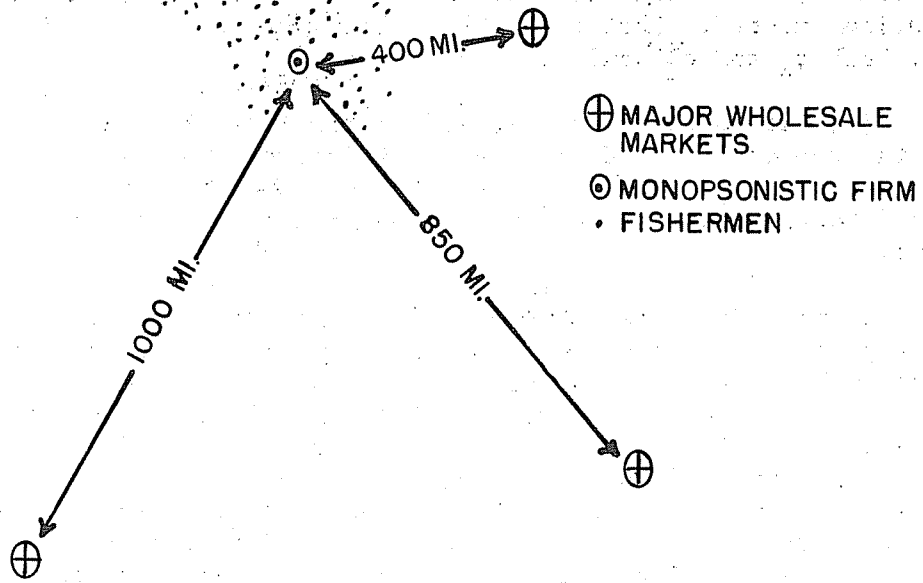 400 MI.
MAJOR WHOLESALE
MARKETS
MONOPSONISTIC FIRM
FISHERMEN
850 MI.
1000 MI.